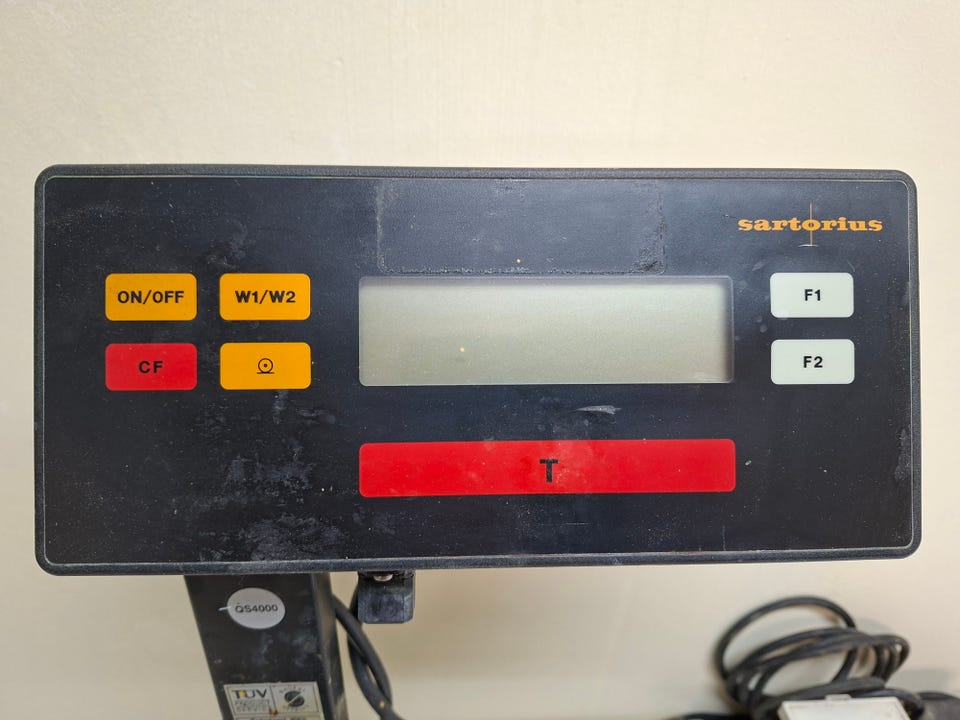 sartorius
ON/OFF
W1/W2
F1
CF
F2
T
QS4000
TÜV